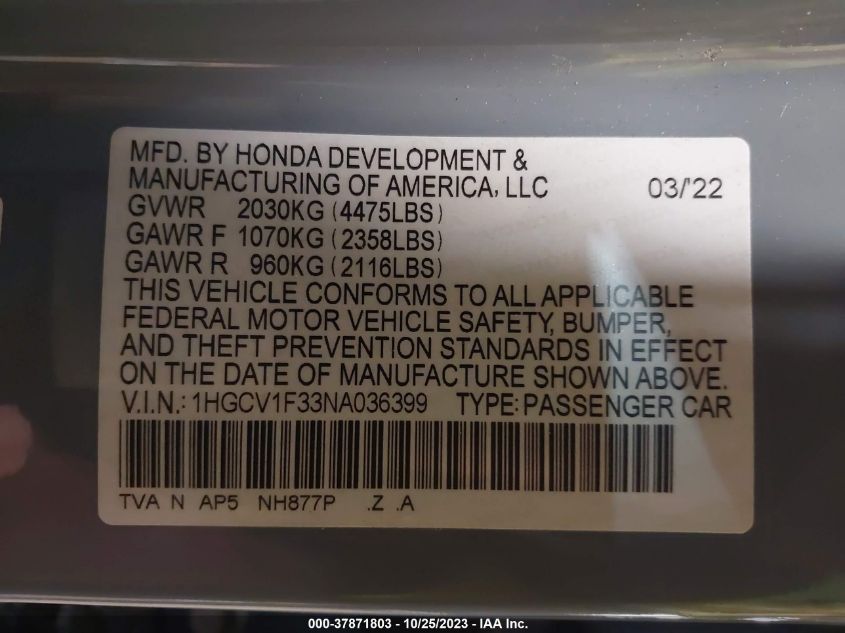 MFD. BY HONDA DEVELOPMENT &
MANUFACTURING OF AMERICA, LLC 03/'22
GVWR 2030KG (4475LBS)
GAWR F 1070KG (2358LBS)
GAWR R 960KG (2116LBS)
THIS VEHICLE CONFORMS TO ALL APPLICABLE
FEDERAL MOTOR VEHICLE SAFETY, BUMPER,
AND THEFT PREVENTION STANDARDS IN EFFECT
ON THE DATE OF MANUFACTURE SHOWN ABOVE.
V.I.N.: 1HGCV1F33NA036399 TYPE: PASSENGER CAR
TVA N AP5 NH877P .Z .A
000-37871803 - 10/25/2023 - IAA Inc.